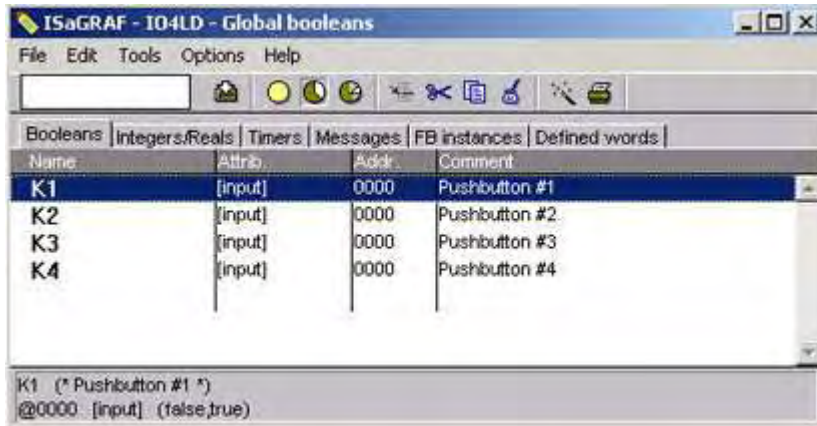 ISaGRAF - IO4LD - Global booleans
File Edit Tools Options Help
Booleans Integers/Reals Timers Messages FB instances Defined words
Name Attrib. Addr. Comment
K1 [input] 0000 Pushbutton #1
K2 [input] 0000 Pushbutton #2
K3 [input] 0000 Pushbutton #3
K4 [input] 0000 Pushbutton #4
K1 (* Pushbutton #1 *)
@0000 [input] (false,true)